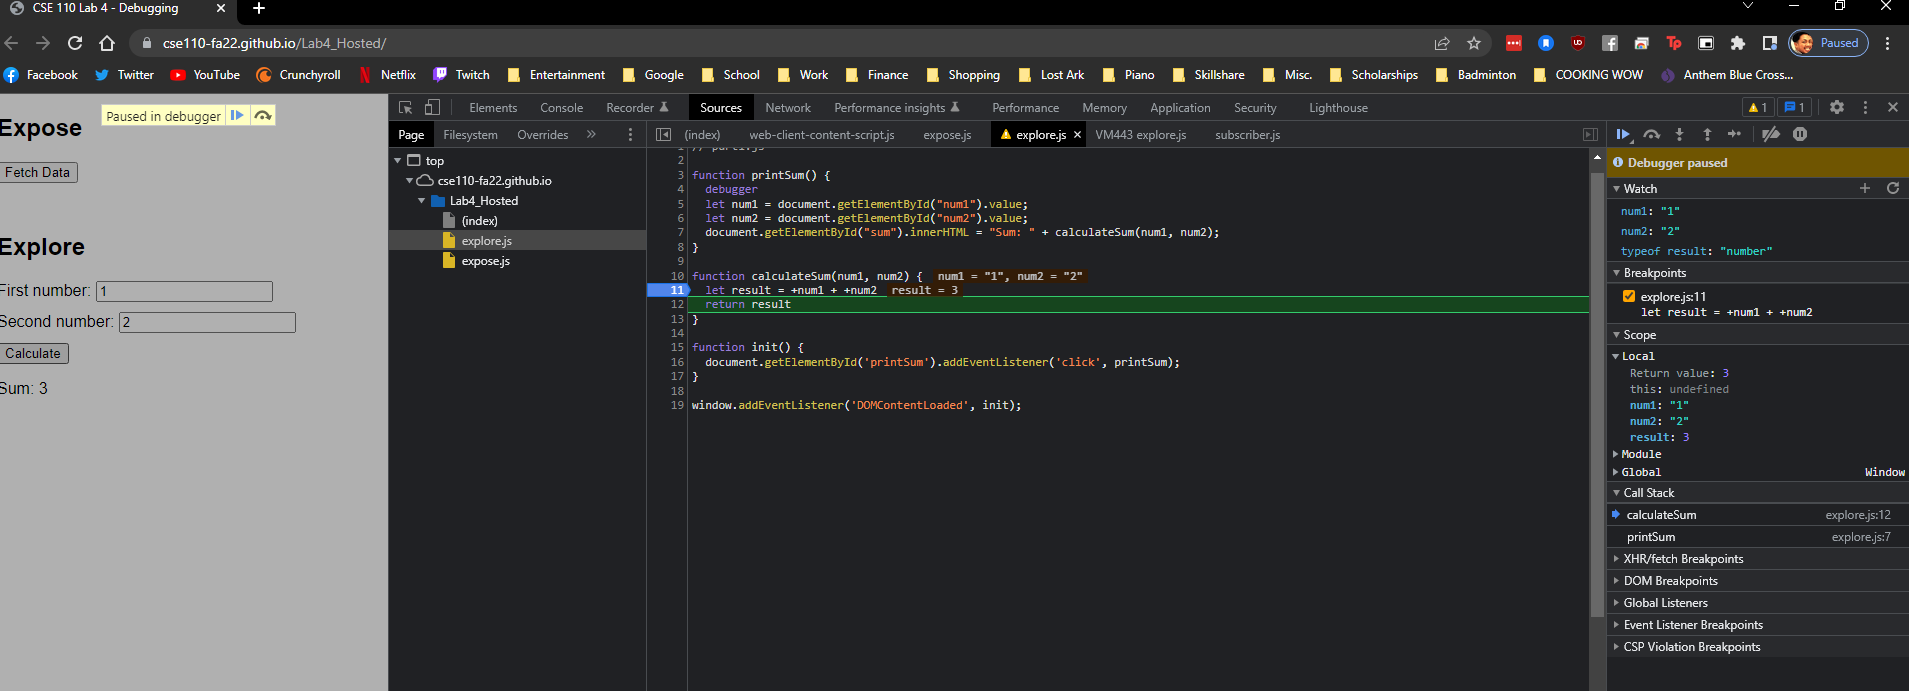 CSE 110 Lab 4 - Debugging
cse110-fa22.github.io/Lab4_Hosted/
Paused
Facebook Twitter YouTube Crunchyroll Netflix Twitch Entertainment Google School Work Finance Shopping Lost Ark Piano Skillshare Misc. Scholarships Badminton COOKING WOW Anthem Blue Cross...
Paused in debugger
Expose
Fetch Data
Explore
First number: 1
Second number: 2
Calculate
Sum: 3
Elements Console Recorder Sources Network Performance insights Performance Memory Application Security Lighthouse 1 1
Page Filesystem Overrides »
top
cse110-fa22.github.io
Lab4_Hosted
(index)
explore.js
expose.js
(index) web-client-content-script.js expose.js explore.js VM443 explore.js subscriber.js
1 // part1.js
2
3 function printSum() {
4 debugger
5 let num1 = document.getElementById("num1").value;
6 let num2 = document.getElementById("num2").value;
7 document.getElementById("sum").innerHTML = "Sum: " + calculateSum(num1, num2);
8 }
9
10 function calculateSum(num1, num2) { num1 = "1", num2 = "2"
11 let result = +num1 + +num2 result = 3
12 return result
13 }
14
15 function init() {
16 document.getElementById('printSum').addEventListener('click', printSum);
17 }
18
19 window.addEventListener('DOMContentLoaded', init);
Debugger paused
Watch
num1: "1"
num2: "2"
typeof result: "number"
Breakpoints
explore.js:11
let result = +num1 + +num2
Scope
Local
Return value: 3
this: undefined
num1: "1"
num2: "2"
result: 3
Module
Global Window
Call Stack
calculateSum explore.js:12
printSum explore.js:7
XHR/fetch Breakpoints
DOM Breakpoints
Global Listeners
Event Listener Breakpoints
CSP Violation Breakpoints